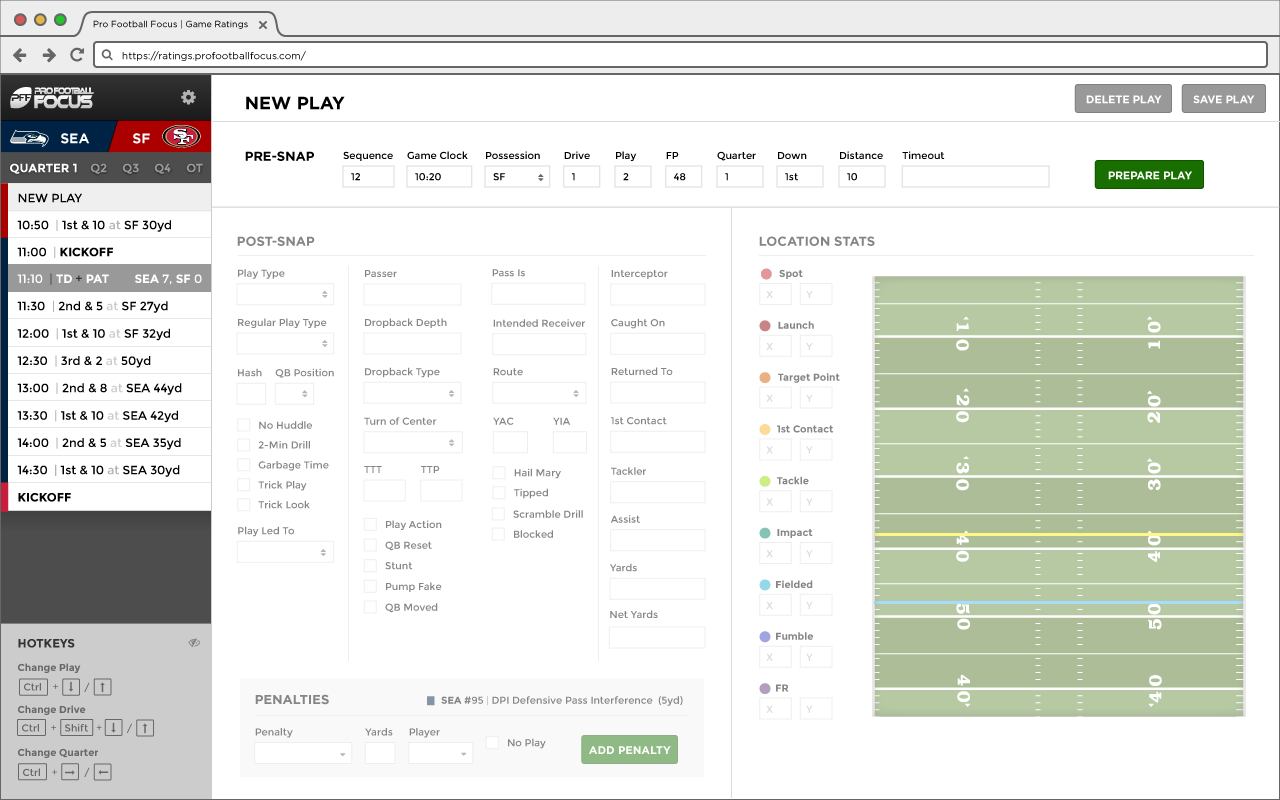 Pro Football Focus | Game Ratings
https://ratings.profootballfocus.com/
PFF PRO FOOTBALL FOCUS
SEA SF
QUARTER 1 Q2 Q3 Q4 OT
NEW PLAY
10:50 | 1st & 10 at SF 30yd
11:00 | KICKOFF
11:10 | TD + PAT SEA 7, SF 0
11:30 | 2nd & 5 at SF 27yd
12:00 | 1st & 10 at SF 32yd
12:30 | 3rd & 2 at 50yd
13:00 | 2nd & 8 at SEA 44yd
13:30 | 1st & 10 at SEA 42yd
14:00 | 2nd & 5 at SEA 35yd
14:30 | 1st & 10 at SEA 30yd
KICKOFF
HOTKEYS
Change Play
Ctrl + ↓ / ↑
Change Drive
Ctrl + Shift + ↓ / ↑
Change Quarter
Ctrl + → / ←
NEW PLAY
DELETE PLAY SAVE PLAY
PRE-SNAP
Sequence Game Clock Possession Drive Play FP Quarter Down Distance Timeout
12 10:20 SF 1 2 48 1 1st 10
PREPARE PLAY
POST-SNAP
Play Type
Regular Play Type
Hash QB Position
No Huddle
2-Min Drill
Garbage Time
Trick Play
Trick Look
Play Led To
Passer
Dropback Depth
Dropback Type
Turn of Center
TTT TTP
Play Action
QB Reset
Stunt
Pump Fake
QB Moved
Pass Is
Intended Receiver
Route
YAC YIA
Hail Mary
Tipped
Scramble Drill
Blocked
Interceptor
Caught On
Returned To
1st Contact
Tackler
Assist
Yards
Net Yards
PENALTIES
SEA #95 | DPI Defensive Pass Interference (5yd)
Penalty Yards Player
No Play
ADD PENALTY
LOCATION STATS
Spot
X Y
Launch
X Y
Target Point
X Y
1st Contact
X Y
Tackle
X Y
Impact
X Y
Fielded
X Y
Fumble
X Y
FR
X Y
10 10
20 20
30 30
40 40
50 50
40 40